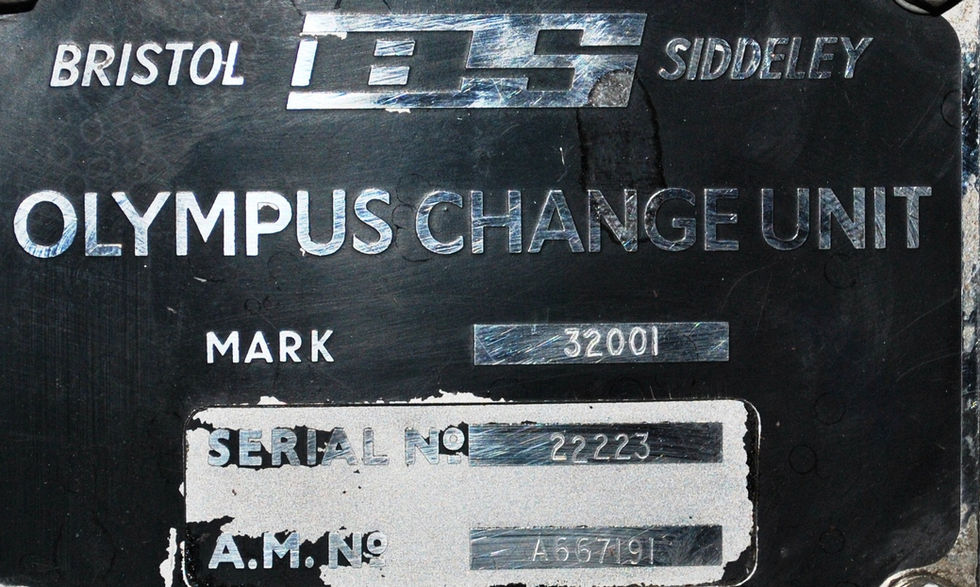 BRISTOL BS SIDDELEY
OLYMPUS CHANGE UNIT
MARK 32001
SERIAL Nº 22223
A.M. Nº A667191